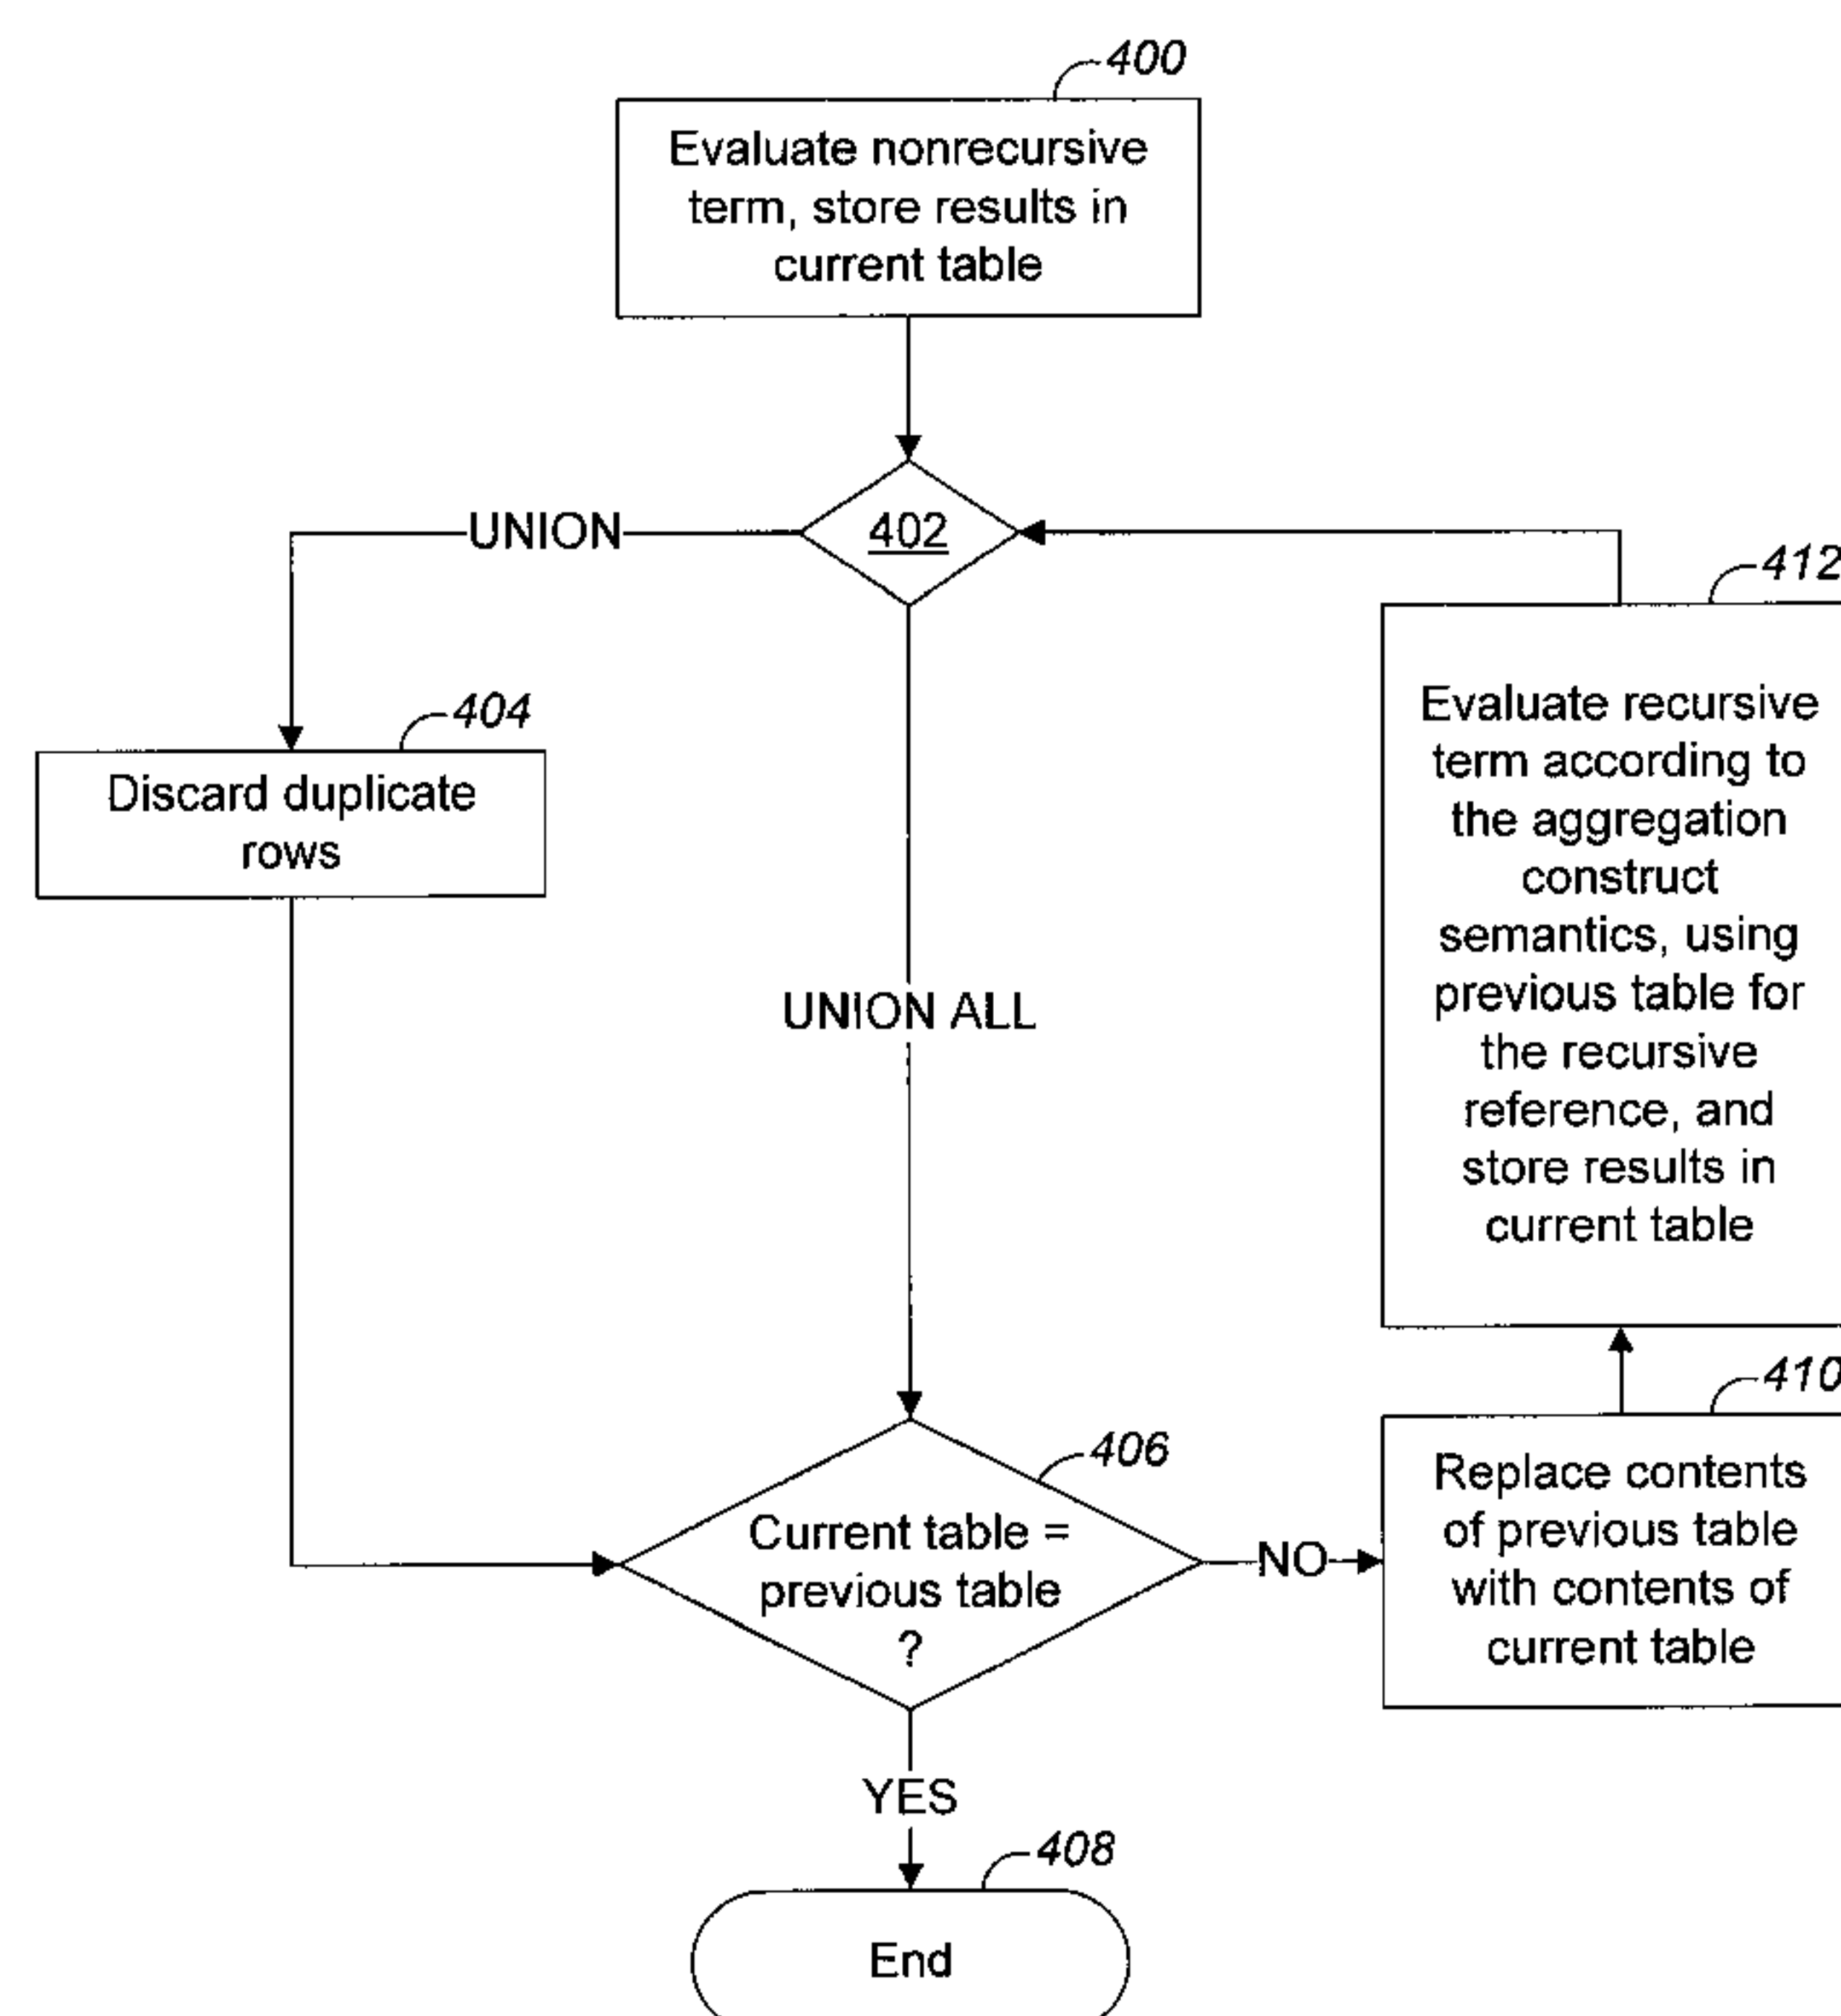 400
Evaluate nonrecursive
term, store results in
current table
UNION
402
412
Evaluate recursive
term according to
the aggregation
construct
semantics, using
previous table for
the recursive
reference, and
store results in
current table
404
Discard duplicate
rows
UNION ALL
406
Current table =
previous table
?
NO
410
Replace contents
of previous table
with contents of
current table
YES
408
End